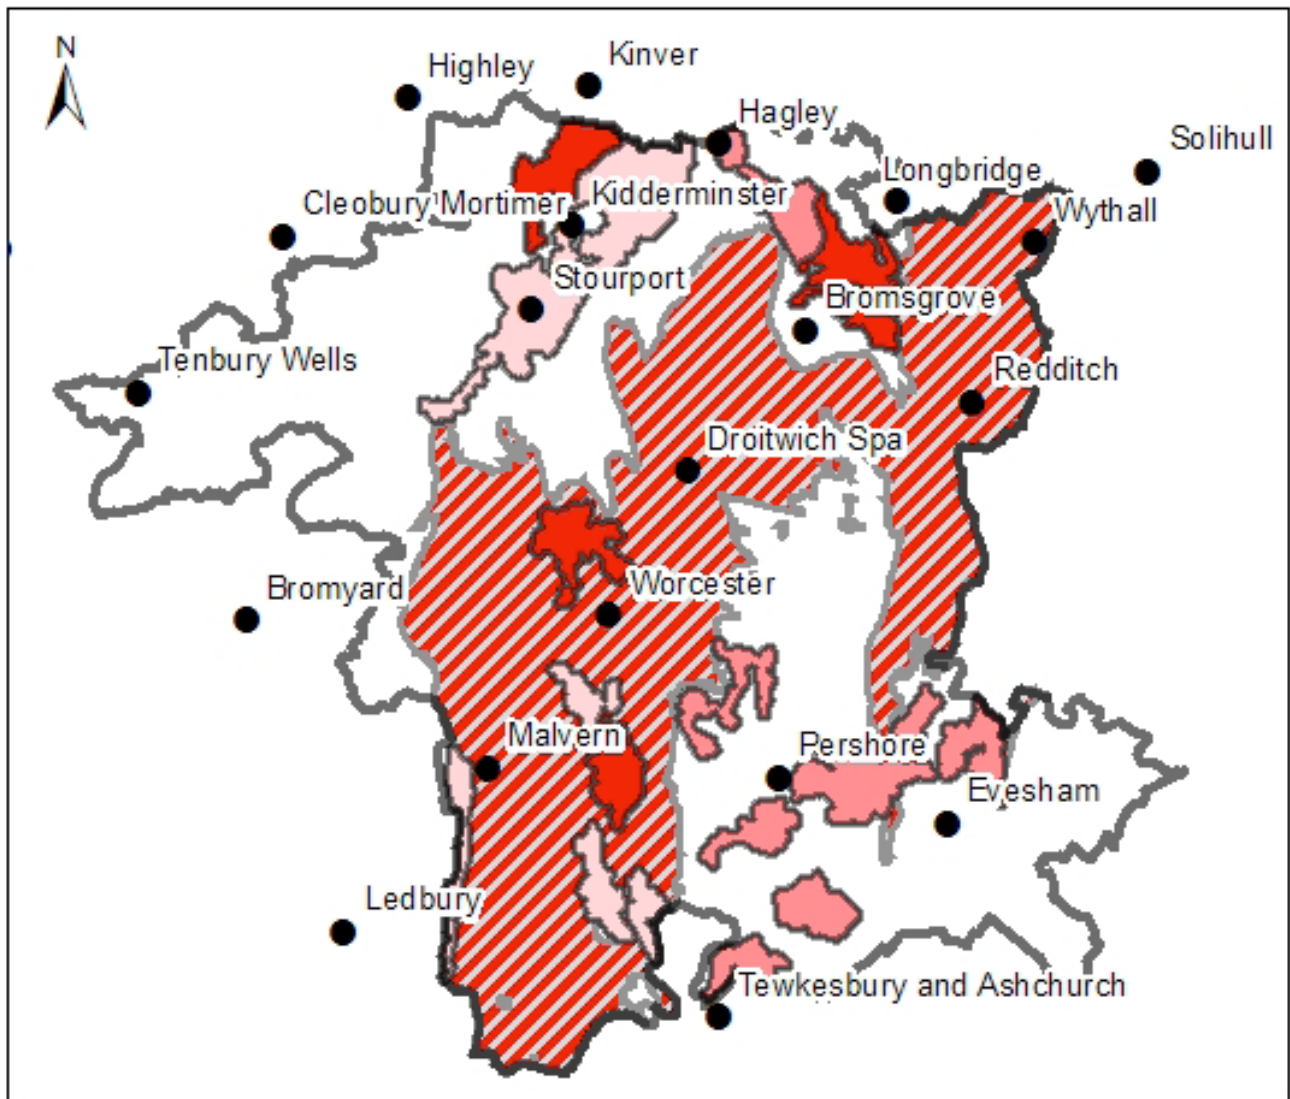 N
Kinver
Highley
Hagley
Solihull
Longbridge
Cleobury Mortimer
Kidderminster
Wythall
Stourport
Bromsgrove
Tenbury Wells
Redditch
Droitwich Spa
Bromyard
Worcester
Malvern
Pershore
Evesham
Ledbury
Tewkesbury and Ashchurch